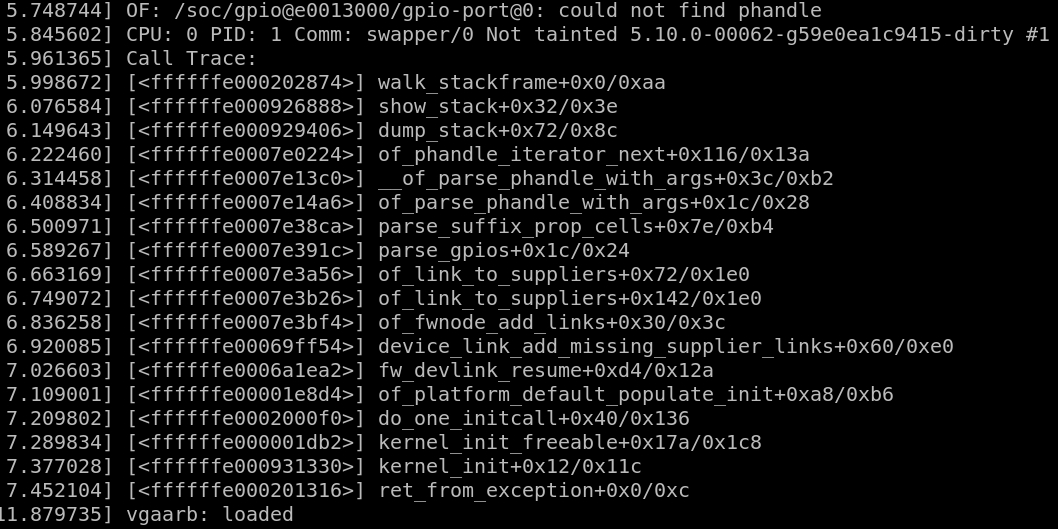 5.748744] OF: /soc/gpio@e0013000/gpio-port@0: could not find phandle
5.845602] CPU: 0 PID: 1 Comm: swapper/0 Not tainted 5.10.0-00062-g59e0ea1c9415-dirty #1
5.961365] Call Trace:
5.998672] [<ffffffe000202874>] walk_stackframe+0x0/0xaa
6.076584] [<ffffffe000926888>] show_stack+0x32/0x3e
6.149643] [<ffffffe000929406>] dump_stack+0x72/0x8c
6.222460] [<ffffffe0007e0224>] of_phandle_iterator_next+0x116/0x13a
6.314458] [<ffffffe0007e13c0>] __of_parse_phandle_with_args+0x3c/0xb2
6.408834] [<ffffffe0007e14a6>] of_parse_phandle_with_args+0x1c/0x28
6.500971] [<ffffffe0007e38ca>] parse_suffix_prop_cells+0x7e/0xb4
6.589267] [<ffffffe0007e391c>] parse_gpios+0x1c/0x24
6.663169] [<ffffffe0007e3a56>] of_link_to_suppliers+0x72/0x1e0
6.749072] [<ffffffe0007e3b26>] of_link_to_suppliers+0x142/0x1e0
6.836258] [<ffffffe0007e3bf4>] of_fwnode_add_links+0x30/0x3c
6.920085] [<ffffffe00069ff54>] device_link_add_missing_supplier_links+0x60/0xe0
7.026603] [<ffffffe0006a1ea2>] fw_devlink_resume+0xd4/0x12a
7.109001] [<ffffffe00001e8d4>] of_platform_default_populate_init+0xa8/0xb6
7.209802] [<ffffffe0002000f0>] do_one_initcall+0x40/0x136
7.289834] [<ffffffe000001db2>] kernel_init_freeable+0x17a/0x1c8
7.377028] [<ffffffe000931330>] kernel_init+0x12/0x11c
7.452104] [<ffffffe000201316>] ret_from_exception+0x0/0xc
11.879735] vgaarb: loaded